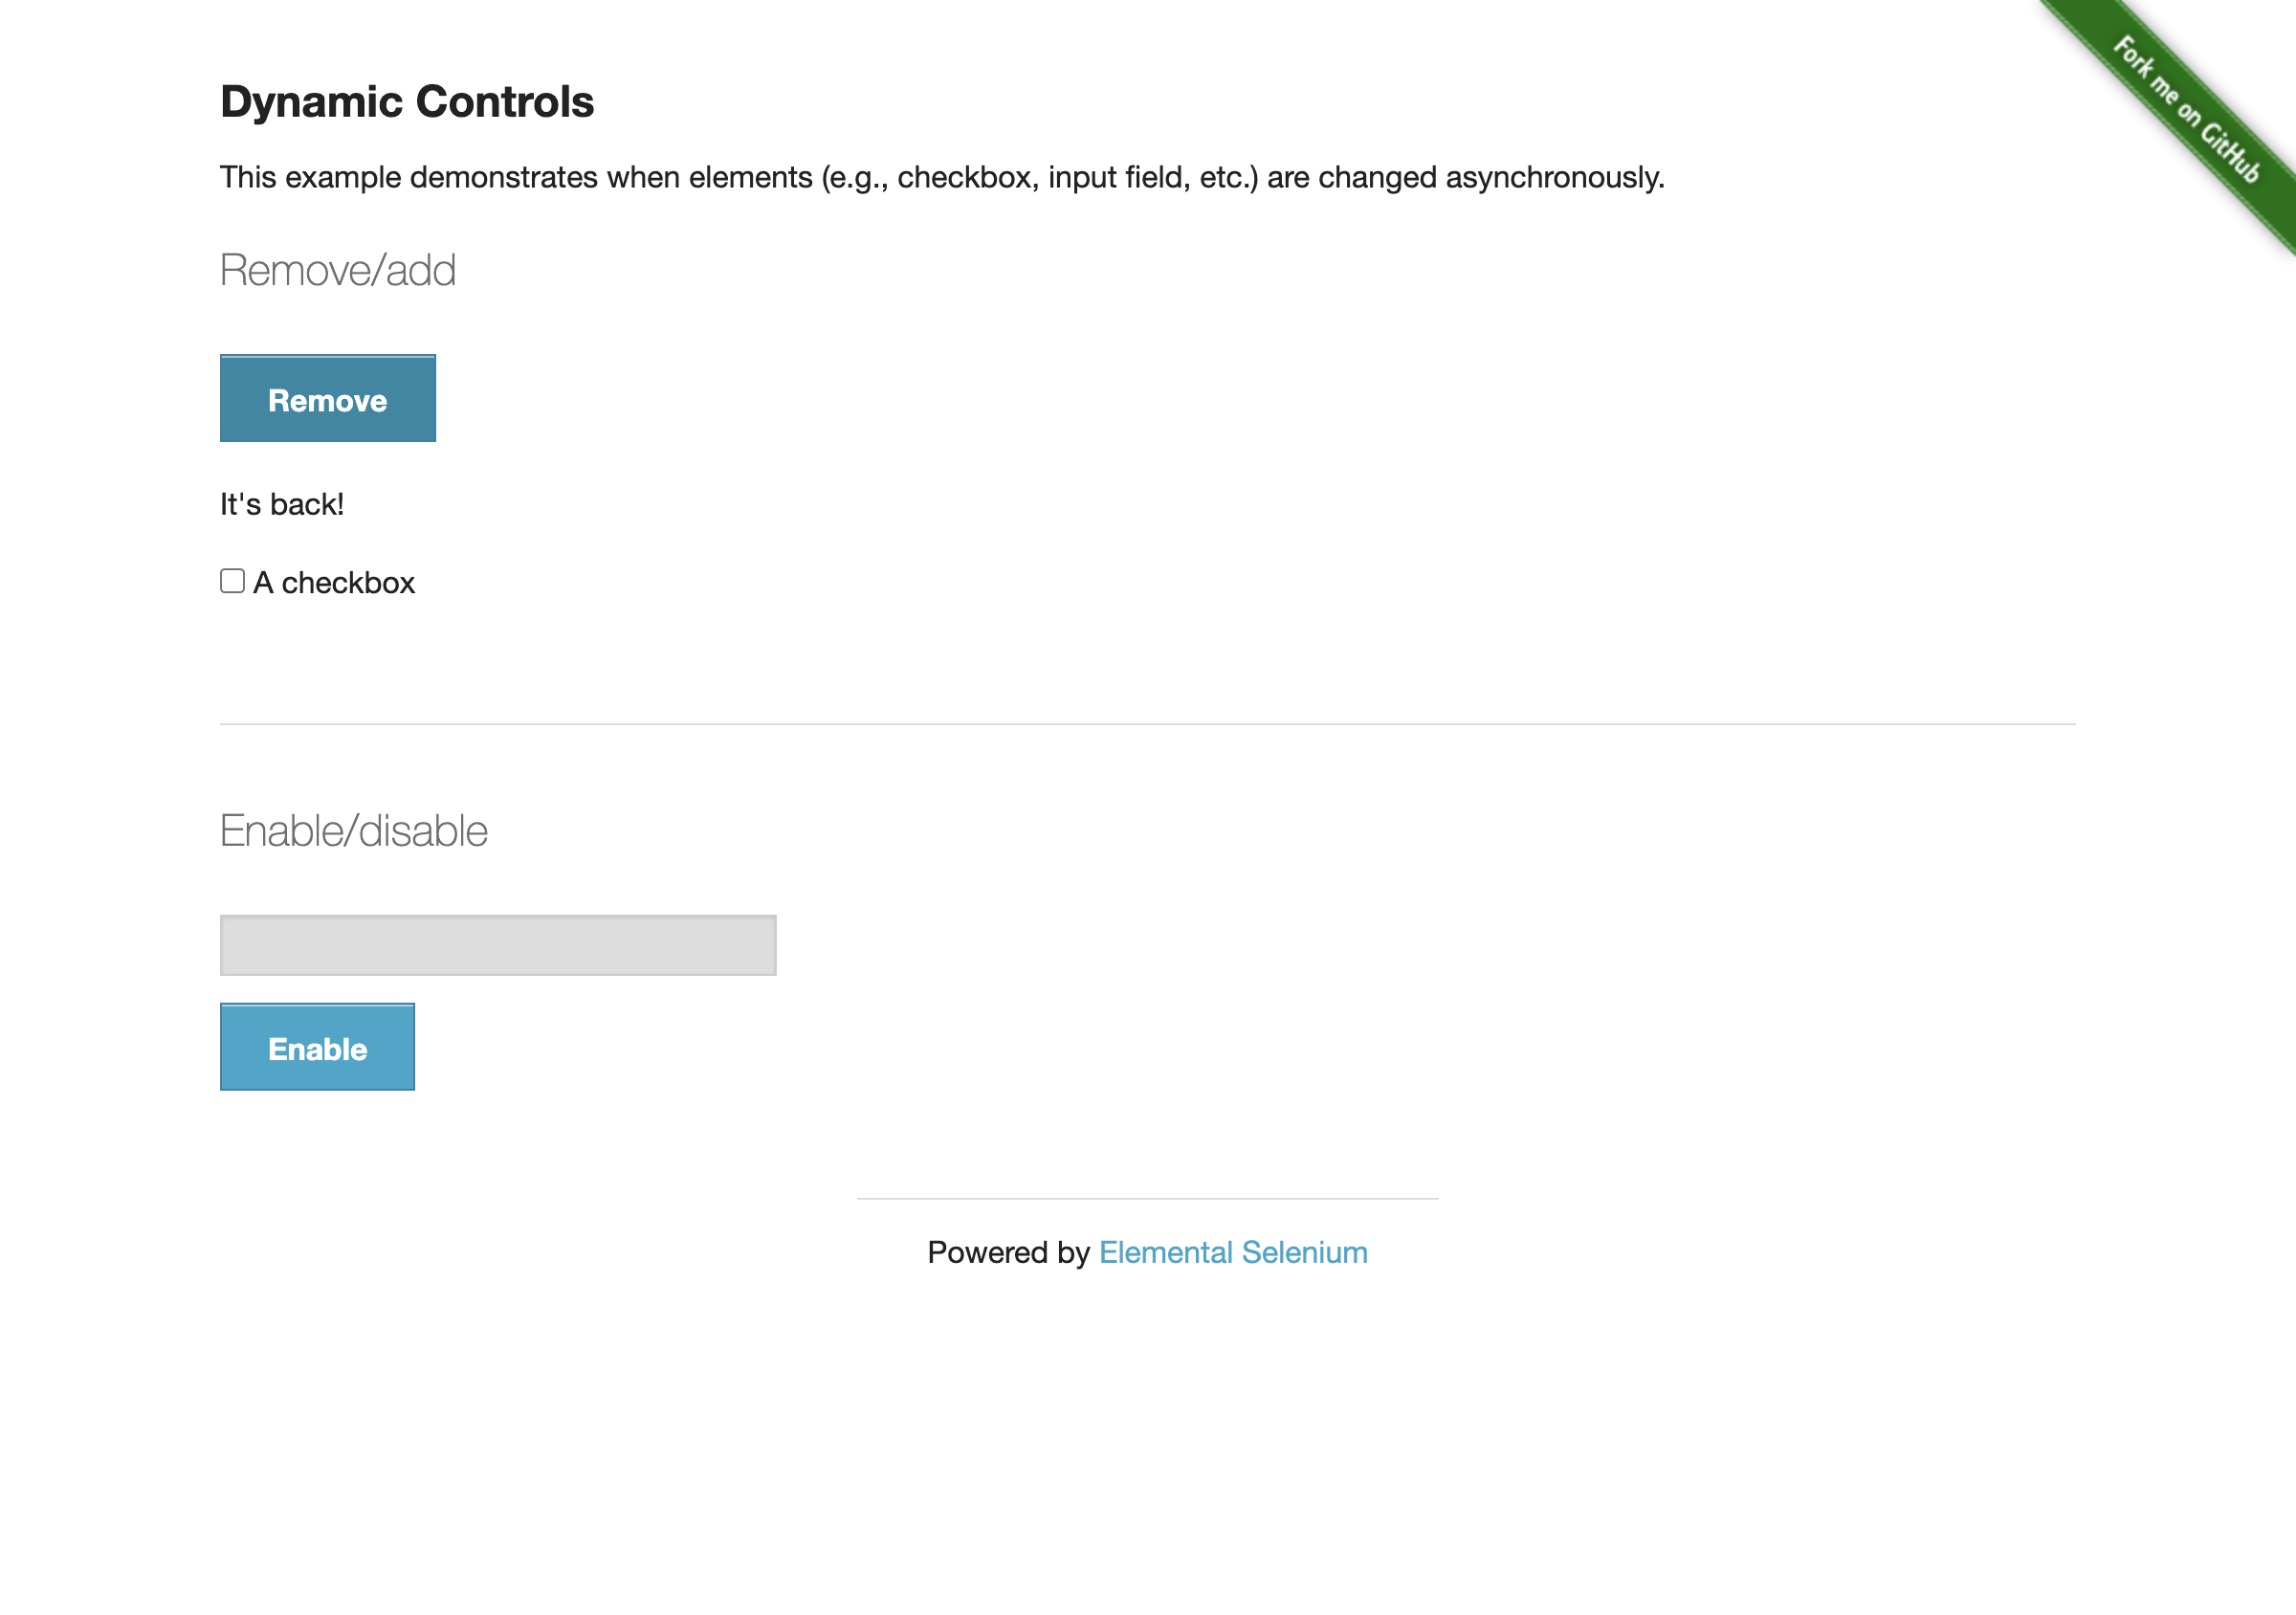 Fork me on GitHub
Dynamic Controls
This example demonstrates when elements (e.g., checkbox, input field, etc.) are changed asynchronously.
Remove/add
Remove
It's back!
A checkbox
Enable/disable
Enable
Powered by Elemental Selenium